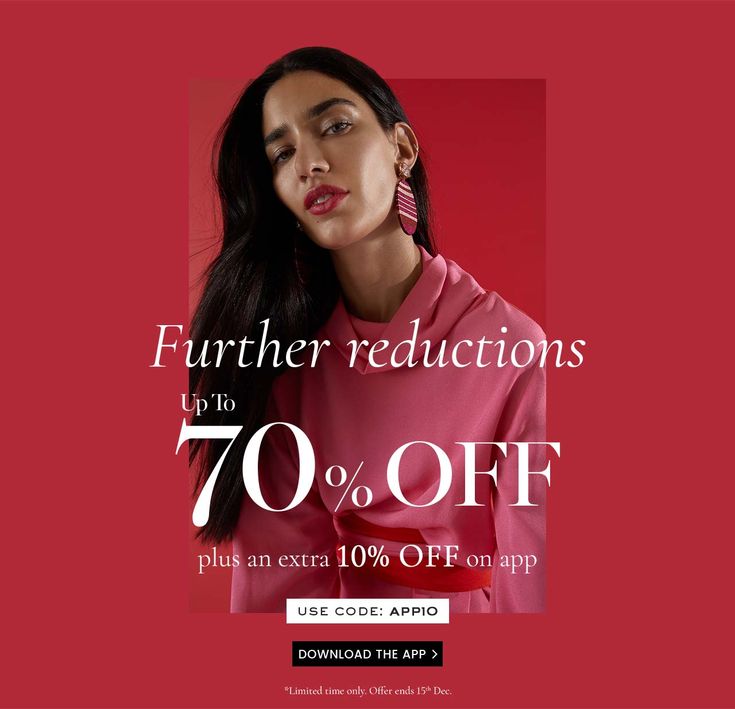 Further reductions
Up To
70% OFF
plus an extra 10% OFF on app
USE CODE: APP10
DOWNLOAD THE APP >
*Limited time only. Offer ends 15th Dec.